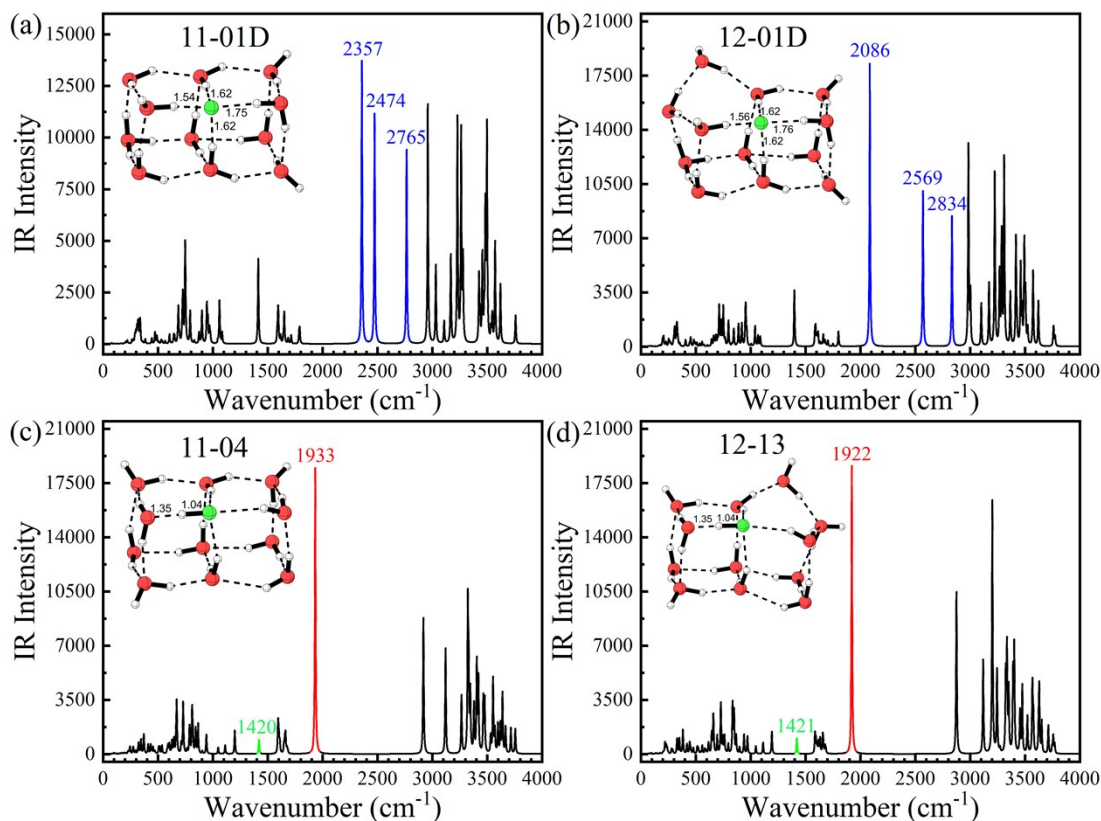 (a)
11-01D
IR Intensity
15000
13500
10000
7500
5000
2500
0
2357
2474
2765
1.54
1.62
1.75
1.62
0 500 1000 1500 2000 2500 3000 3500 4000
Wavenumber (cm-1)
(b)
12-01D
IR Intensity
21000
17500
14000
10500
7000
3500
0
2086
2569
2834
1.56
1.62
1.76
1.62
0 500 1000 1500 2000 2500 3000 3500 4000
Wavenumber (cm-1)
(c)
11-04
IR Intensity
21000
17500
14000
10500
7000
3500
0
1933
1420
1.35
1.04
0 500 1000 1500 2000 2500 3000 3500 4000
Wavenumber (cm-1)
(d)
12-13
IR Intensity
21000
17500
14000
10500
7000
3500
0
1922
1421
1.35
1.04
0 500 1000 1500 2000 2500 3000 3500 4000
Wavenumber (cm-1)